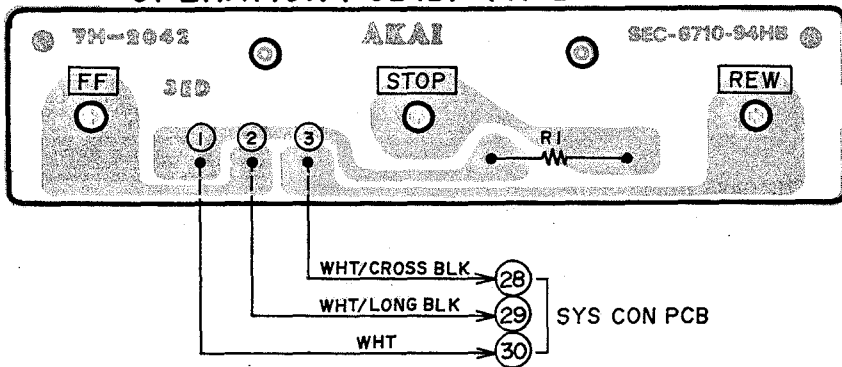 TM-2042 AKAI SEC-6710-94HB
FF STOP REW
1 2 3 R1
WHT/CROSS BLK 28
WHT/LONG BLK 29 SYS CON PCB
WHT 30